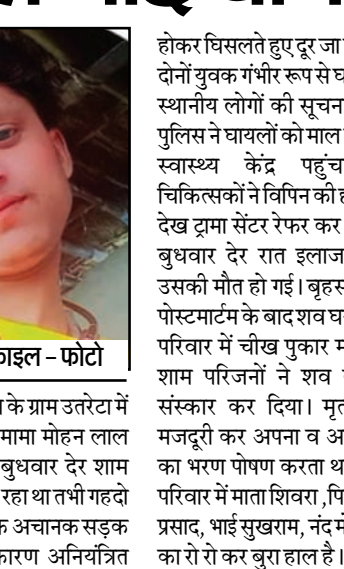 फाइल – फोटो
के ग्राम उतरेटा में
मामा मोहन लाल
बुधवार देर शाम
रहा था तभी गहदो
अचानक सड़क
कारण अनियंत्रित
होकर घिसलते हुए दूर जा
दोनों युवक गंभीर रूप से
स्थानीय लोगों की सूचना
पुलिस ने घायलों को माल
स्वास्थ्य केंद्र
चिकित्सकों ने विपिन की
देख ट्रामा सेंटर रेफर कर
बुधवार देर रात इलाज
उसकी मौत हो गई। बृहस
पोस्टमार्टम के बाद शव
परिवार में चीख पुकार
शाम परिजनों ने शव
संस्कार कर दिया।
मजदूरी कर अपना व
का भरण पोषण करता
परिवार में माता शिवरा ,
प्रसाद, भाई सुखराम, नंद
का रो रो कर बुरा हाल है।